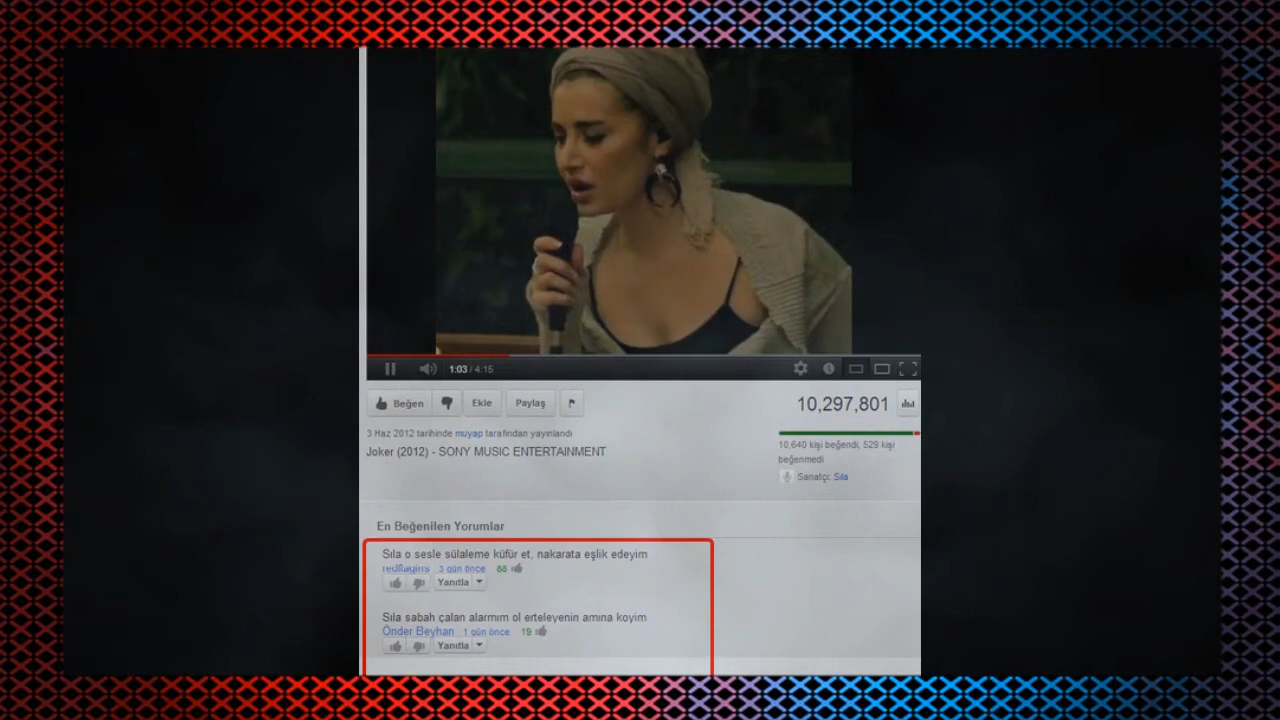 1:03 / 4:15
Beğen
Ekle
Paylaş
10,297,801
3 Haz 2012 tarihinde muyap tarafından yayınlandı
Joker (2012) - SONY MUSIC ENTERTAINMENT
10,640 kişi beğendi, 529 kişi
beğenmedi
Sanatçı: Sıla
En Beğenilen Yorumlar
Sıla o sesle sülaleme küfür et, nakarata eşlik edeyim
3 gün önce
Yanıtla
Sıla sabah çalan alarmım ol erteleyenin amına koyim
Önder Beyhan 1 gün önce 19
Yanıtla